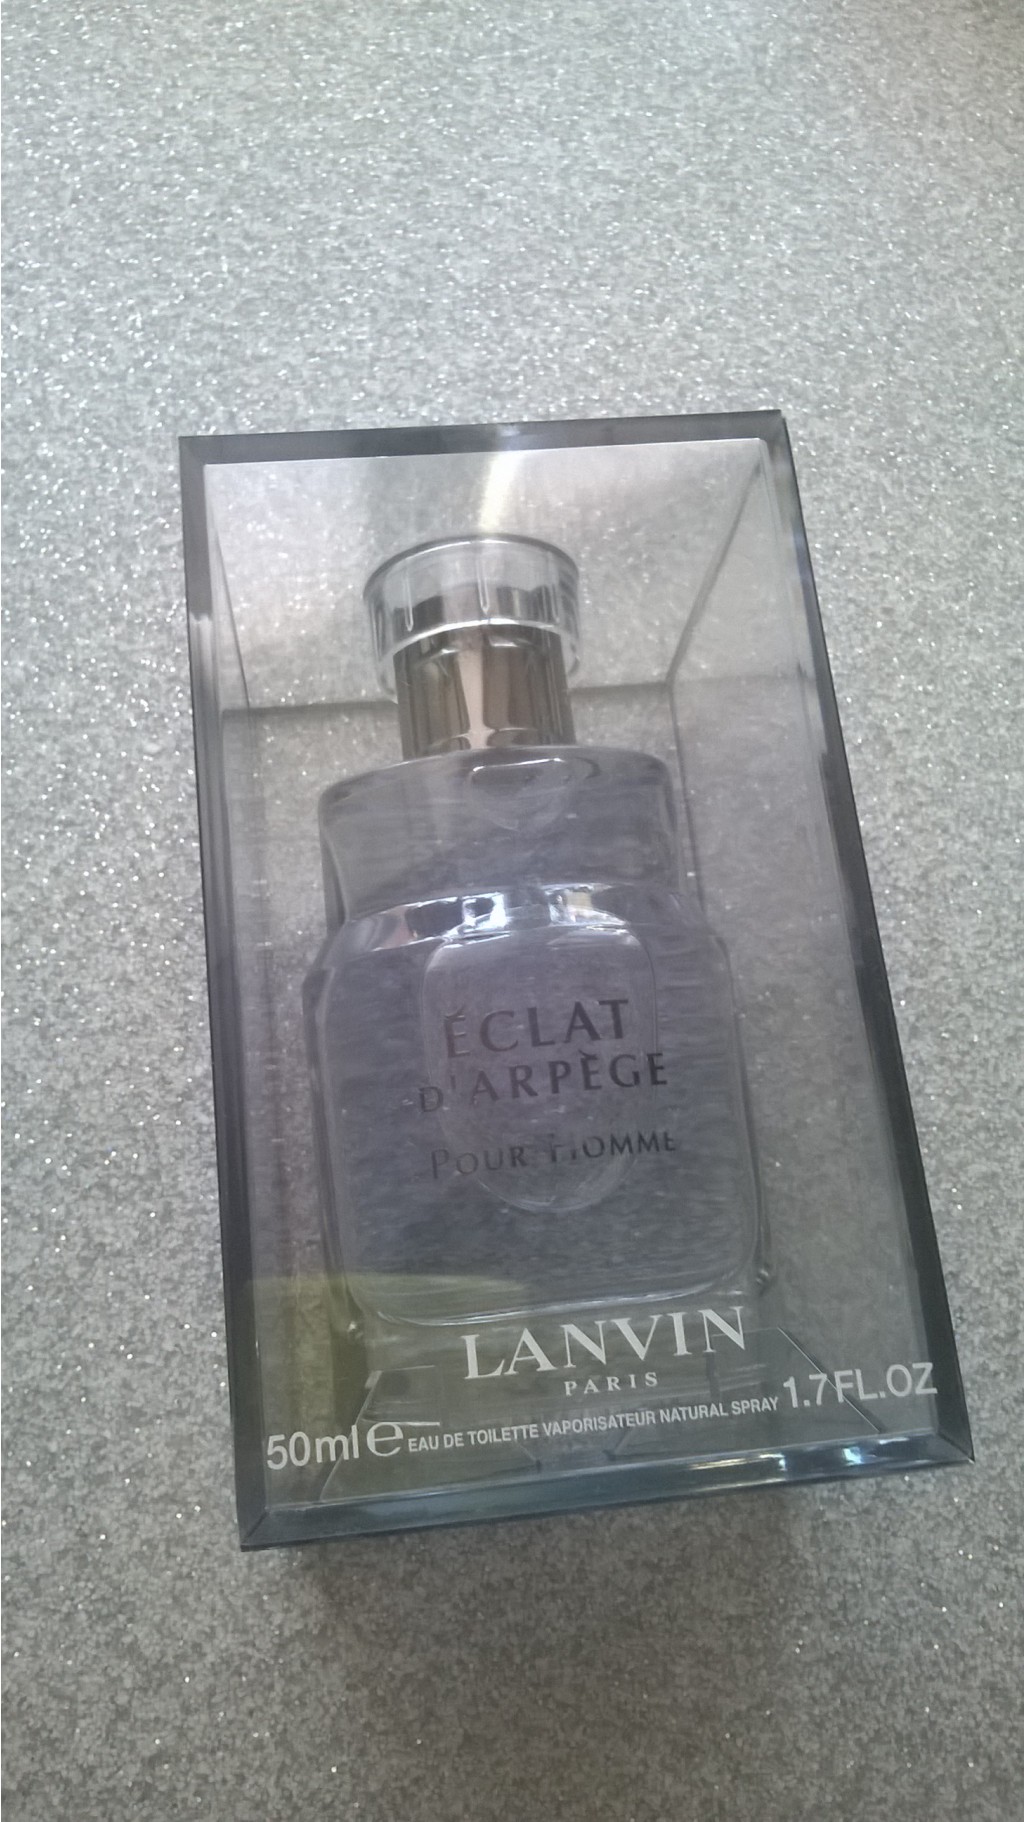 ÉCLAT
D'ARPÈGE
POUR HOMME
LANVIN
PARIS
50ml e EAU DE TOILETTE VAPORISATEUR NATURAL SPRAY 1.7FL.OZ